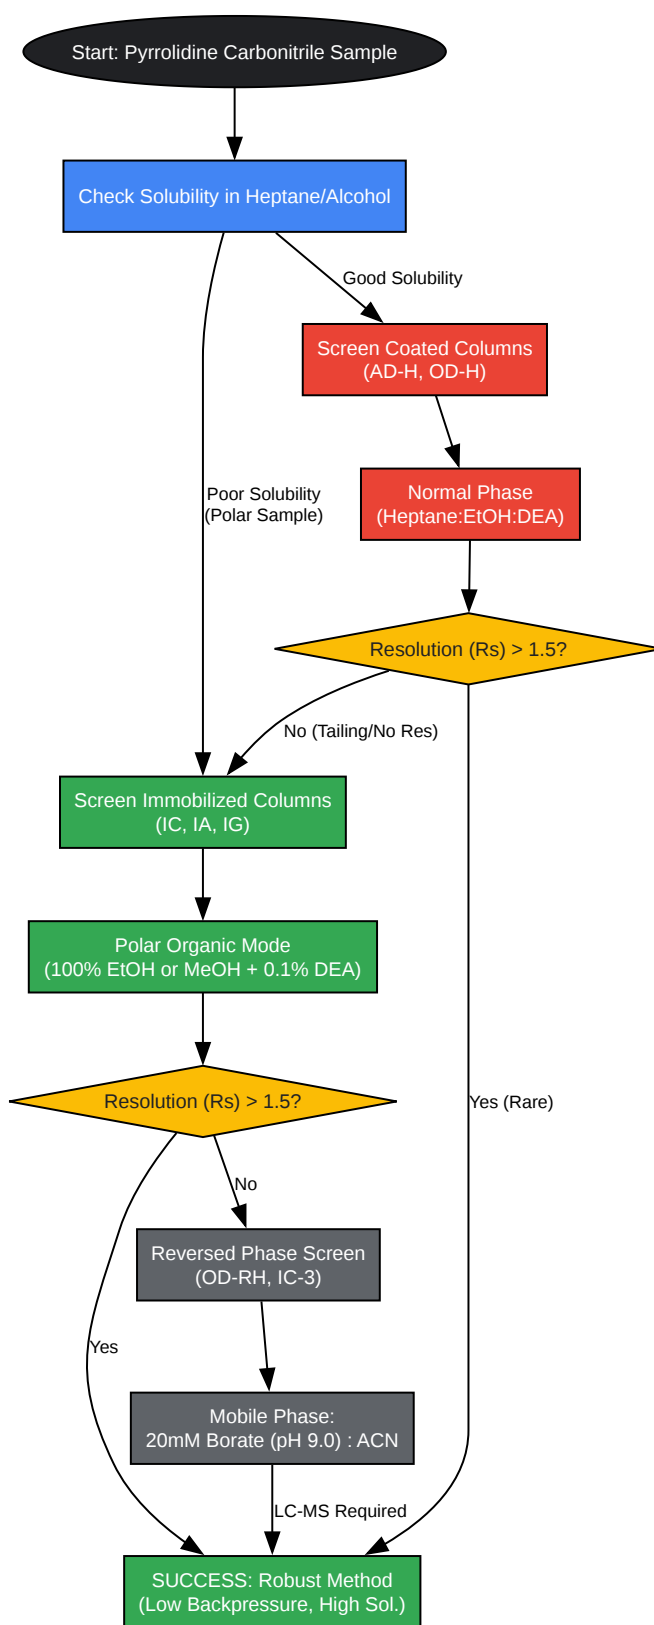 Start: Pyrrolidine Carbonitrile Sample
Check Solubility in Heptane/Alcohol
Good Solubility
Screen Coated Columns
(AD-H, OD-H)
Poor Solubility
(Polar Sample)
Normal Phase
(Heptane:EtOH:DEA)
Resolution (Rs) > 1.5?
No (Tailing/No Res)
Screen Immobilized Columns
(IC, IA, IG)
Polar Organic Mode
(100% EtOH or MeOH + 0.1% DEA)
Resolution (Rs) > 1.5?
Yes (Rare)
No
Reversed Phase Screen
(OD-RH, IC-3)
Yes
Mobile Phase:
20mM Borate (pH 9.0) : ACN
LC-MS Required
SUCCESS: Robust Method
(Low Backpressure, High Sol.)